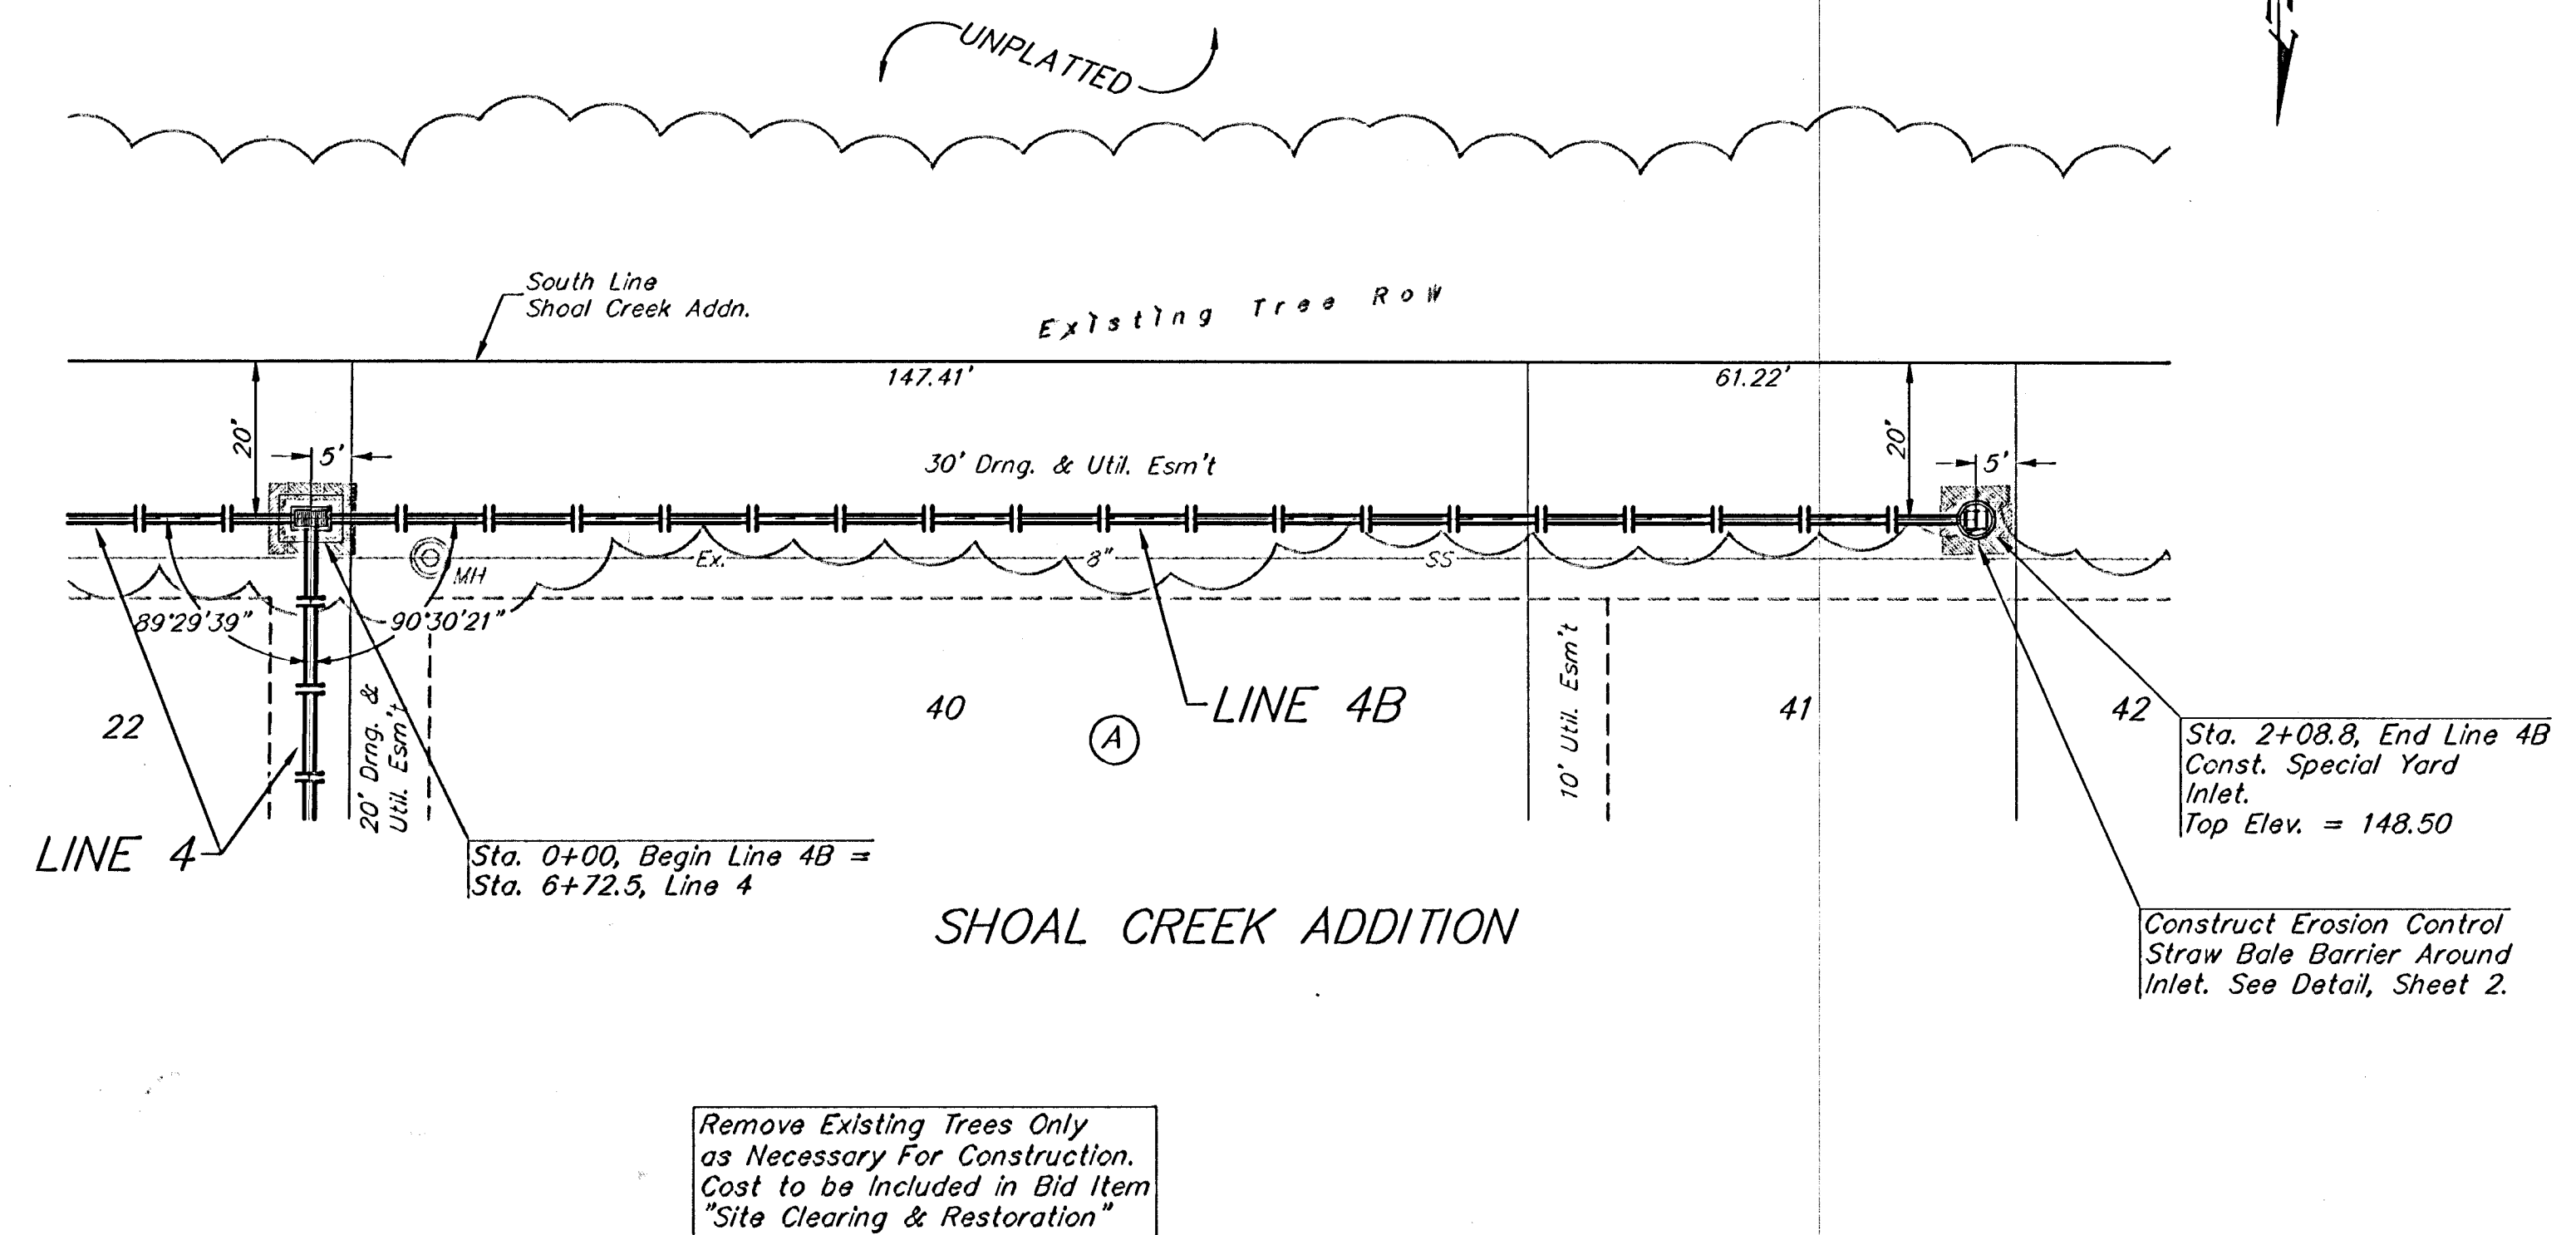 UNPLATTED
South Line
Shoal Creek Addn.
Existing Tree Row
147.41'
61.22'
20'
20'
5'
30' Drng. & Util. Esm't
5'
Ex.
8"
SS
MH
89°29'39"
90°30'21"
22
20' Drng. &
Util. Esm't
40
A
LINE 4B
10' Util. Esm't
41
42
Sta. 2+08.8, End Line 4B
Const. Special Yard
Inlet.
Top Elev. = 148.50
LINE 4
Sta. 0+00, Begin Line 4B =
Sta. 6+72.5, Line 4
SHOAL CREEK ADDITION
Construct Erosion Control
Straw Bale Barrier Around
Inlet. See Detail, Sheet 2.
Remove Existing Trees Only
as Necessary For Construction.
Cost to be Included in Bid Item
"Site Clearing & Restoration"